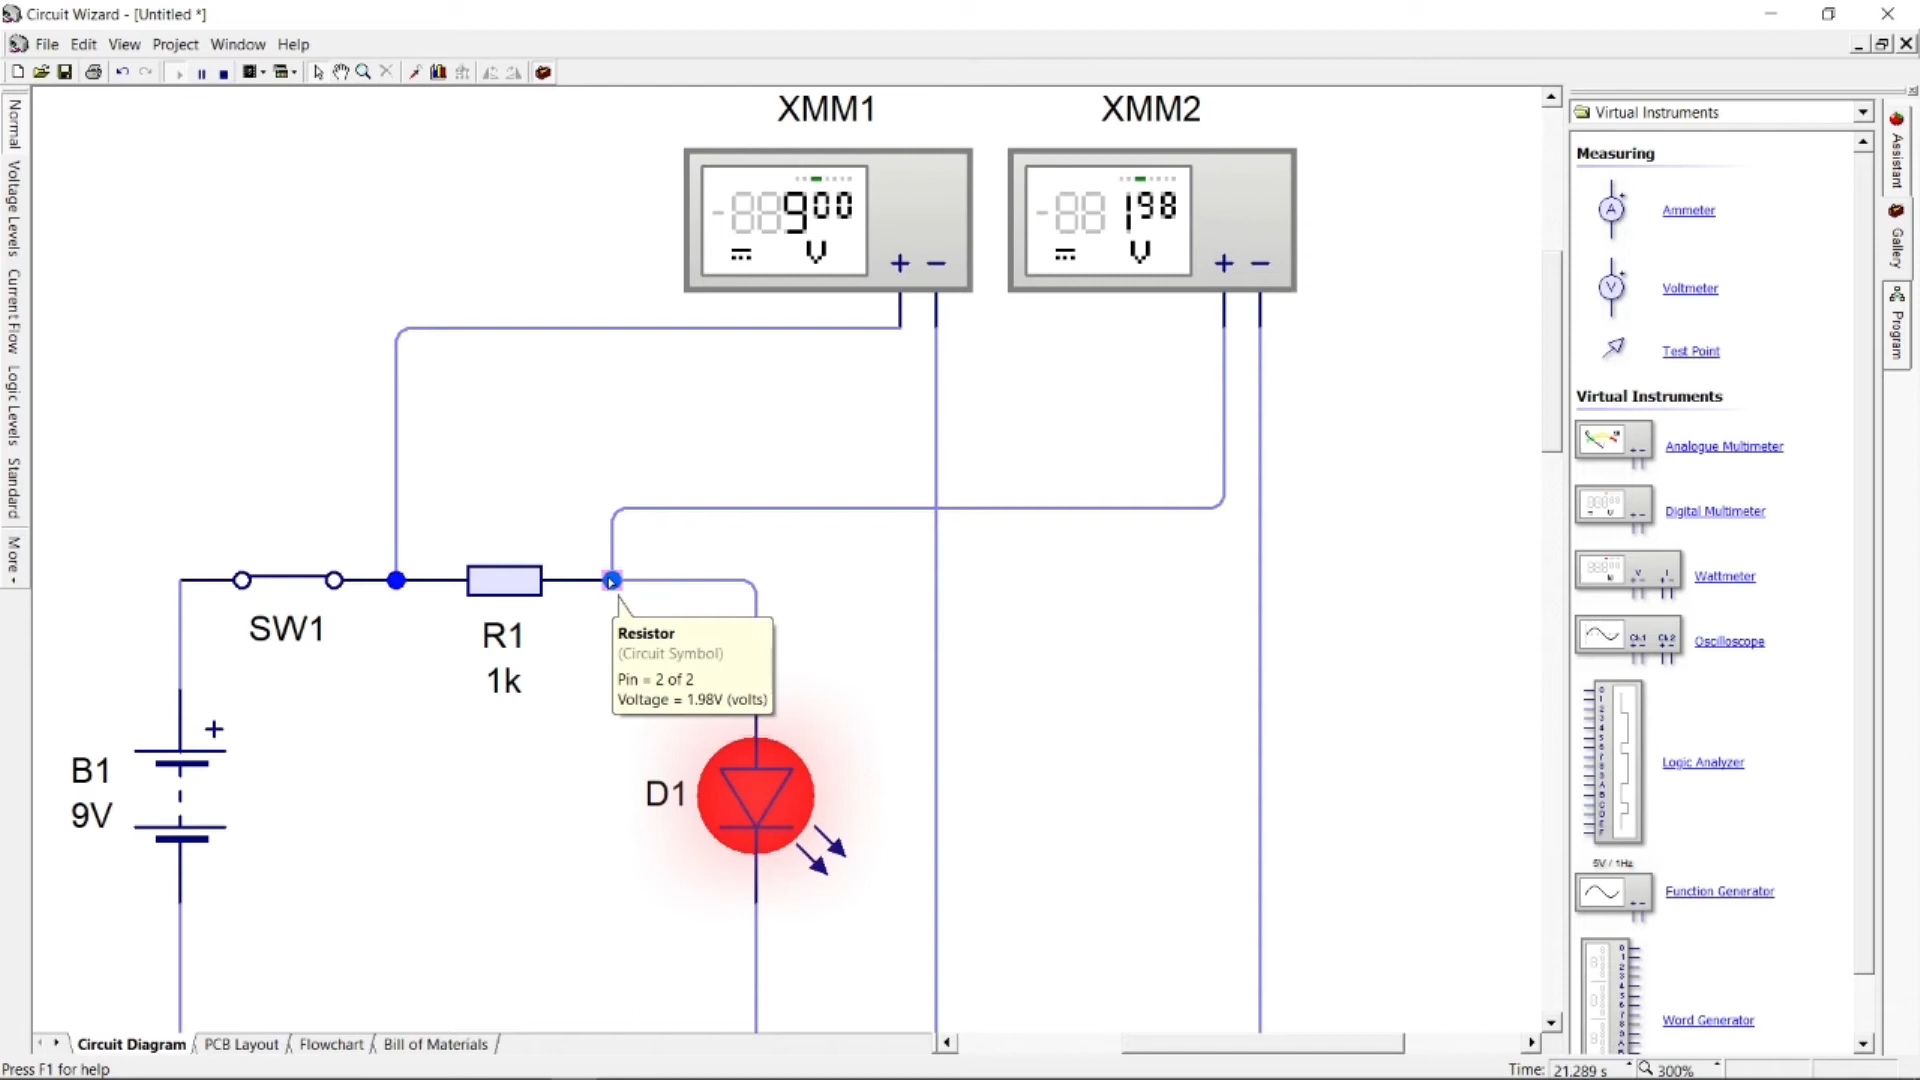 Circuit Wizard - [Untitled *]
File Edit View Project Window Help
Normal
Voltage Levels
Current Flow
Logic Levels
Standard
More
XMM1
XMM2
900
V
+ −
198
V
+ −
SW1
R1
1k
Resistor
(Circuit Symbol)
Pin = 2 of 2
Voltage = 1.98V (volts)
+
B1
9V
D1
Virtual Instruments
Measuring
A
Ammeter
V
Voltmeter
Test Point
Virtual Instruments
Analogue Multimeter
Digital Multimeter
Wattmeter
Ch1 Ch2
Oscilloscope
Logic Analyzer
5V / 1Hz
Function Generator
Word Generator
Assistant
Gallery
Program
Circuit Diagram PCB Layout Flowchart Bill of Materials
Press F1 for help
Time: 21.289 s
300%